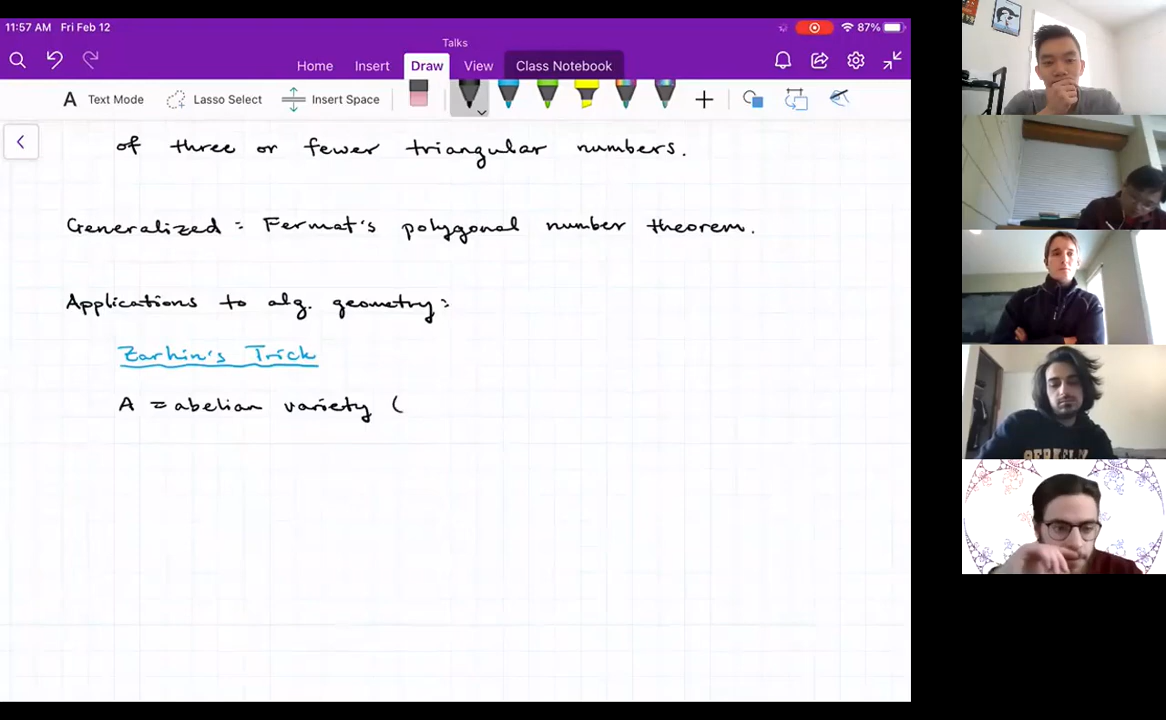 11:57 AM Fri Feb 12
87%
Talks
Home Insert Draw View Class Notebook
Text Mode Lasso Select Insert Space
of three or fewer triangular numbers.
Generalized : Fermat's polygonal number theorem.
Applications to alg. geometry:
Zarhin's Trick
A = abelian variety (
BERKELEY